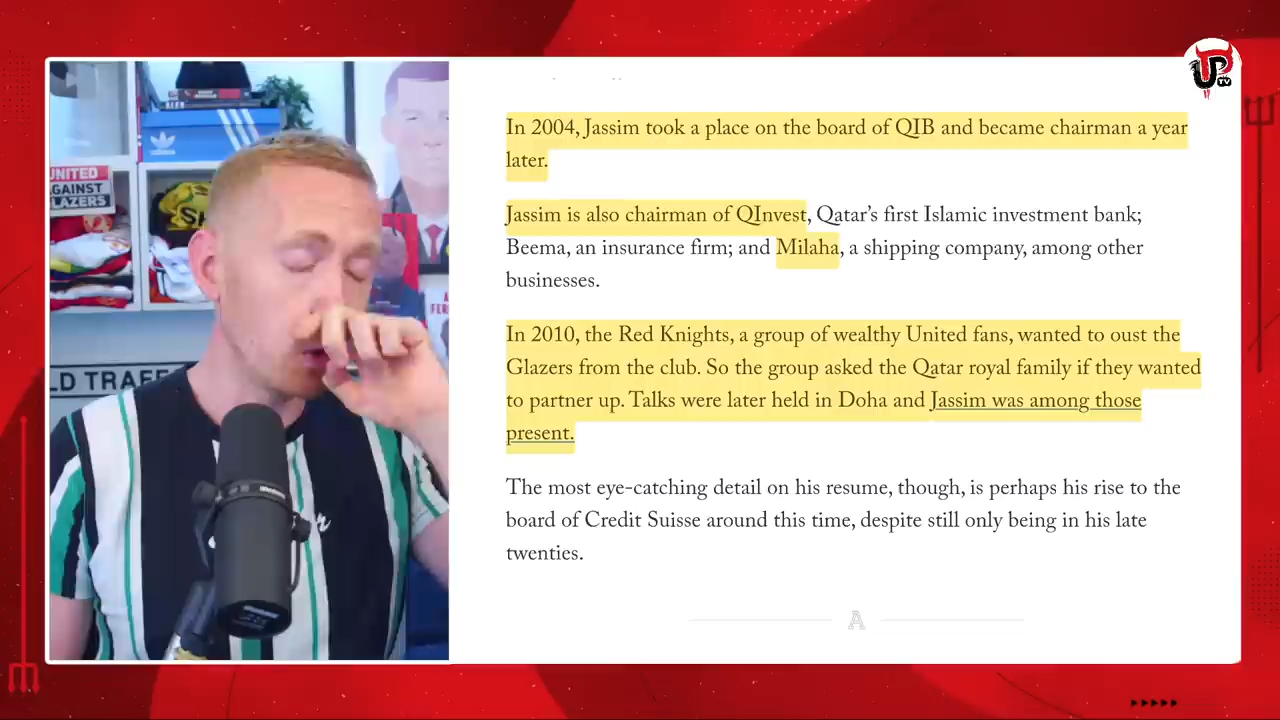 UP
TV
UNITED
AGAINST
GLAZERS
LD TRAFF
In 2004, Jassim took a place on the board of QIB and became chairman a year
later.
Jassim is also chairman of QInvest, Qatar’s first Islamic investment bank;
Beema, an insurance firm; and Milaha, a shipping company, among other
businesses.
In 2010, the Red Knights, a group of wealthy United fans, wanted to oust the
Glazers from the club. So the group asked the Qatar royal family if they wanted
to partner up. Talks were later held in Doha and Jassim was among those
present.
The most eye-catching detail on his resume, though, is perhaps his rise to the
board of Credit Suisse around this time, despite still only being in his late
twenties.
A